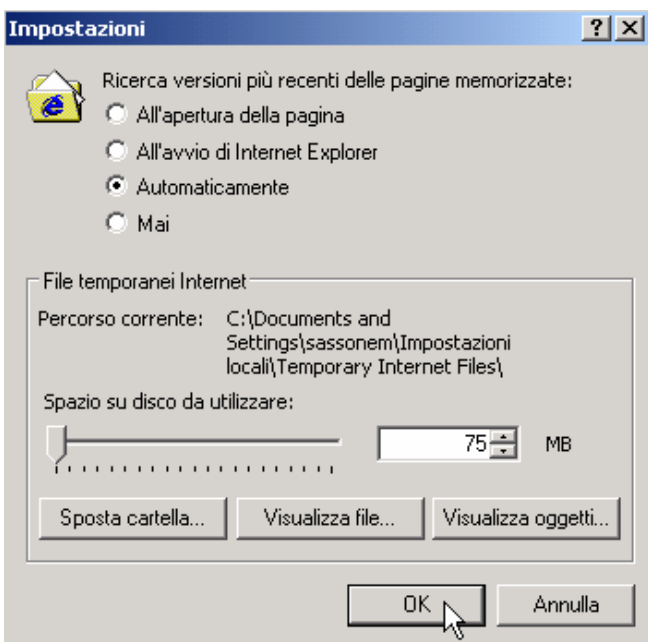 Impostazioni
Ricerca versioni più recenti delle pagine memorizzate:
All'apertura della pagina
All'avvio di Internet Explorer
Automaticamente
Mai
File temporanei Internet
Percorso corrente: C:\Documents and
Settings\sassonem\Impostazioni
locali\Temporary Internet Files\
Spazio su disco da utilizzare:
75 MB
Sposta cartella... Visualizza file... Visualizza oggetti...
OK Annulla